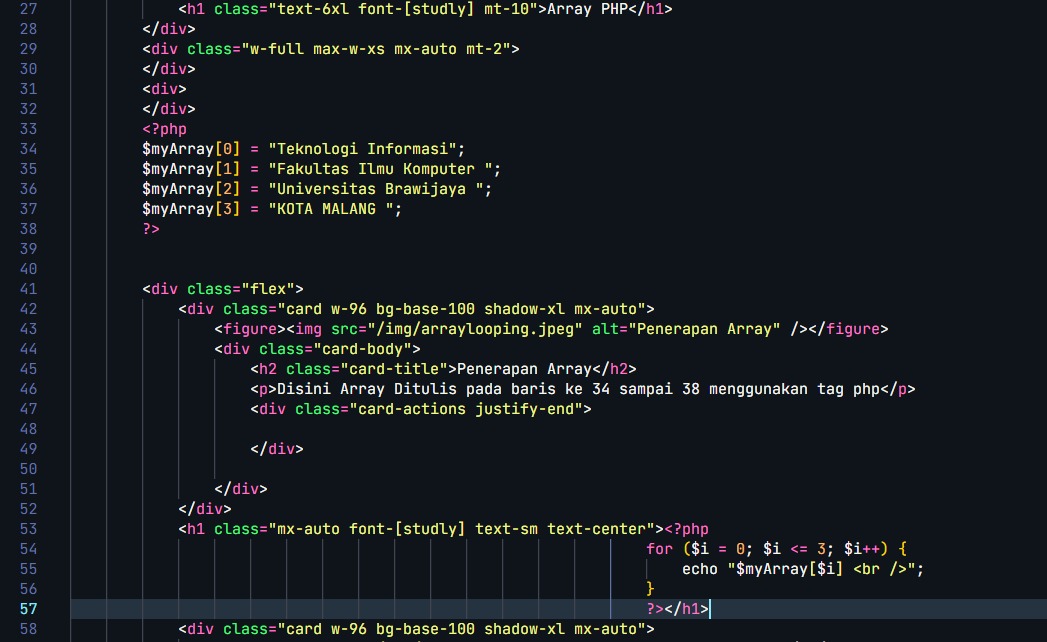 27 <h1 class="text-6xl font-[studly] mt-10">Array PHP</h1>
28 </div>
29 <div class="w-full max-w-xs mx-auto mt-2">
30 </div>
31 <div>
32 </div>
33 <?php
34 $myArray[0] = "Teknologi Informasi";
35 $myArray[1] = "Fakultas Ilmu Komputer ";
36 $myArray[2] = "Universitas Brawijaya ";
37 $myArray[3] = "KOTA MALANG ";
38 ?>
39
40
41 <div class="flex">
42 <div class="card w-96 bg-base-100 shadow-xl mx-auto">
43 <figure><img src="/img/arraylooping.jpeg" alt="Penerapan Array" /></figure>
44 <div class="card-body">
45 <h2 class="card-title">Penerapan Array</h2>
46 <p>Disini Array Ditulis pada baris ke 34 sampai 38 menggunakan tag php</p>
47 <div class="card-actions justify-end">
48
49 </div>
50
51 </div>
52 </div>
53 <h1 class="mx-auto font-[studly] text-sm text-center"><?php
54 for ($i = 0; $i <= 3; $i++) {
55 echo "$myArray[$i] <br />";
56 }
57 ?></h1>
58 <div class="card w-96 bg-base-100 shadow-xl mx-auto">